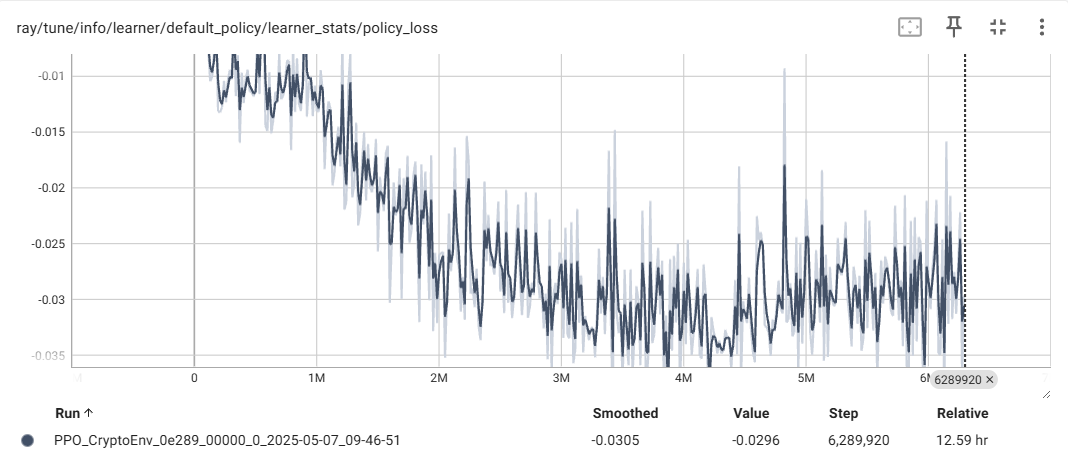 ray/tune/info/learner/default_policy/learner_stats/policy_loss
-0.01
-0.015
-0.02
-0.025
-0.03
-0.035
0 1M 2M 3M 4M 5M 6M 6289920 ×
Run ↑ Smoothed Value Step Relative
PPO_CryptoEnv_0e289_00000_0_2025-05-07_09-46-51 -0.0305 -0.0296 6,289,920 12.59 hr